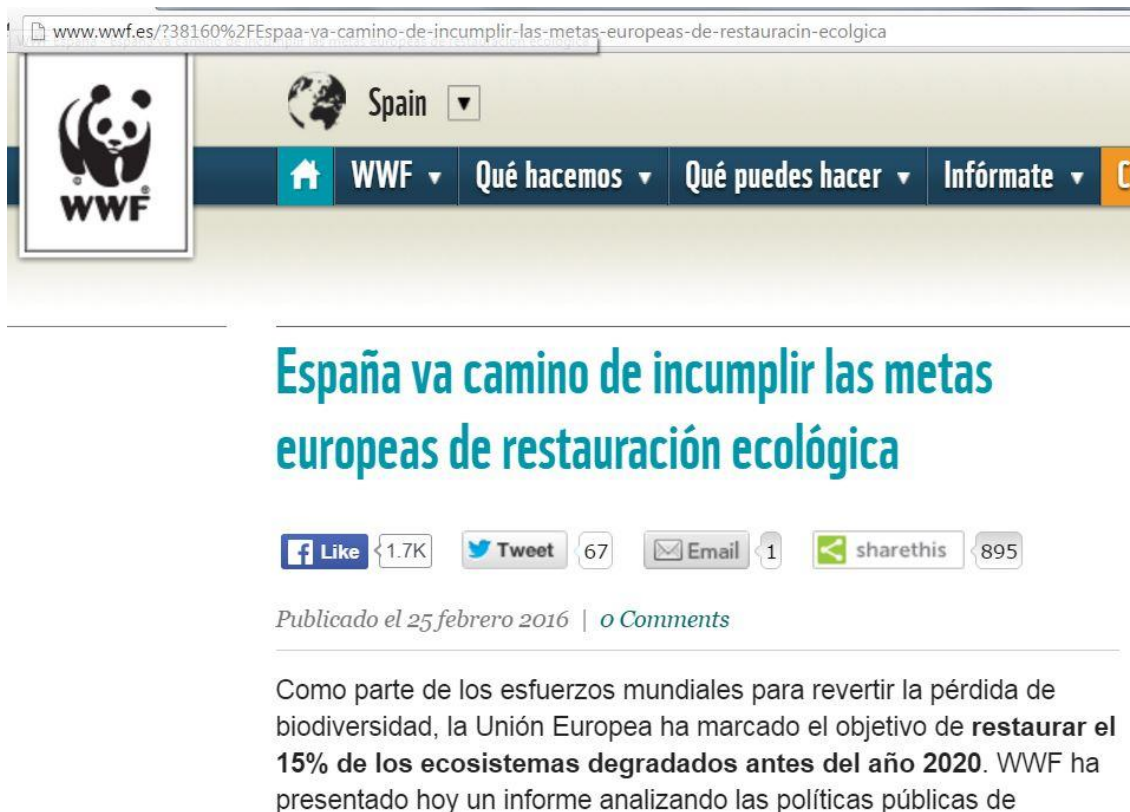 www.wwf.es/?38160%2FEspaa-va-camino-de-incumplir-las-metas-europeas-de-restauracin-ecolgica
Spain
WWF Qué hacemos Qué puedes hacer Infórmate
WWF
España va camino de incumplir las metas
europeas de restauración ecológica
Like 1.7K Tweet 67 Email 1 sharethis 895
Publicado el 25 febrero 2016 | 0 Comments
Como parte de los esfuerzos mundiales para revertir la pérdida de
biodiversidad, la Unión Europea ha marcado el objetivo de restaurar el
15% de los ecosistemas degradados antes del año 2020. WWF ha
presentado hoy un informe analizando las políticas públicas de